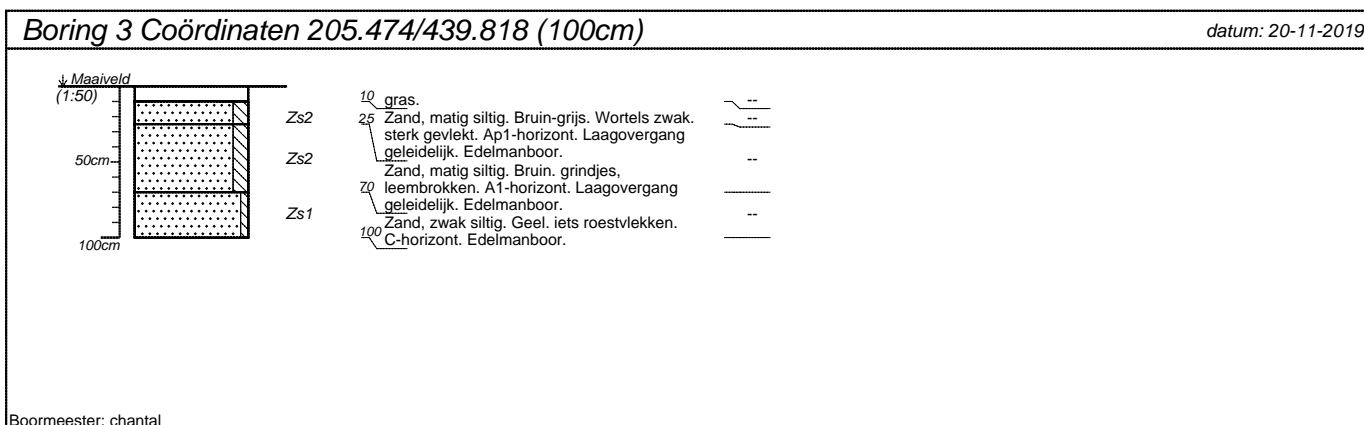 Boring 3 Coördinaten 205.474/439.818 (100cm)
datum: 20-11-2019
Maaiveld
(1:50)
50cm
100cm
Zs2
Zs2
Zs1
10 gras. --
25 Zand, matig siltig. Bruin-grijs. Wortels zwak. --
sterk gevlekt. Ap1-horizont. Laagovergang
geleidelijk. Edelmanboor. --
Zand, matig siltig. Bruin. grindjes,
70 leembrokken. A1-horizont. Laagovergang
geleidelijk. Edelmanboor. --
Zand, zwak siltig. Geel. iets roestvlekken.
100 C-horizont. Edelmanboor.
Boormeester: chantal